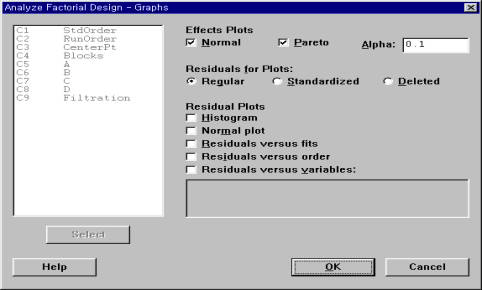 Analyze Factorial Design - Graphs
C1 StdOrder
C2 RunOrder
C3 CenterPt
C4 Blocks
C5 A
C6 B
C7 C
C8 D
C9 Filtration
Select
Help
Effects Plots
Normal Pareto Alpha: 0.1
Residuals for Plots:
Regular Standardized Deleted
Residual Plots
Histogram
Normal plot
Residuals versus fits
Residuals versus order
Residuals versus variables:
OK Cancel